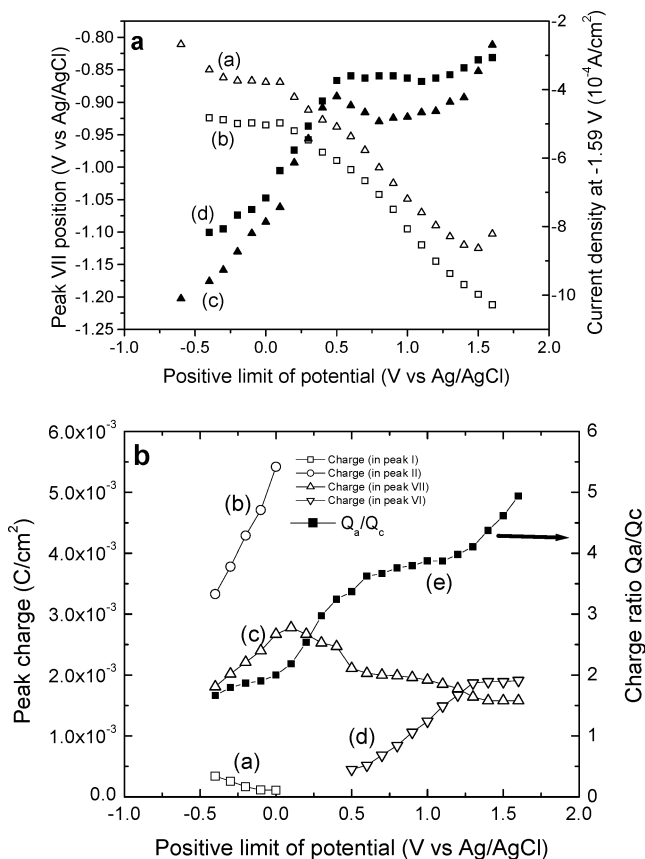 a
Peak VII position (V vs Ag/AgCl)
-0.80
-0.85
-0.90
-0.95
-1.00
-1.05
-1.10
-1.15
-1.20
-1.25
(a)
(b)
(d)
(c)
-2
-4
-6
-8
-10
Current density at -1.59 V (10⁻⁴A/cm²)
-1.0 -0.5 0.0 0.5 1.0 1.5 2.0
Positive limit of potential (V vs Ag/AgCl)
b
Peak charge (C/cm²)
6.0x10⁻³
5.0x10⁻³
4.0x10⁻³
3.0x10⁻³
2.0x10⁻³
1.0x10⁻³
0.0
Charge (in peak I)
Charge (in peak II)
Charge (in peak VII)
Charge (in peak VI)
Qₐ/Q꜀
(b)
(c)
(e)
(a)
(d)
6
5
4
3
2
1
0
Charge ratio Qa/Qc
-1.0 -0.5 0.0 0.5 1.0 1.5 2.0
Positive limit of potential (V vs Ag/AgCl)